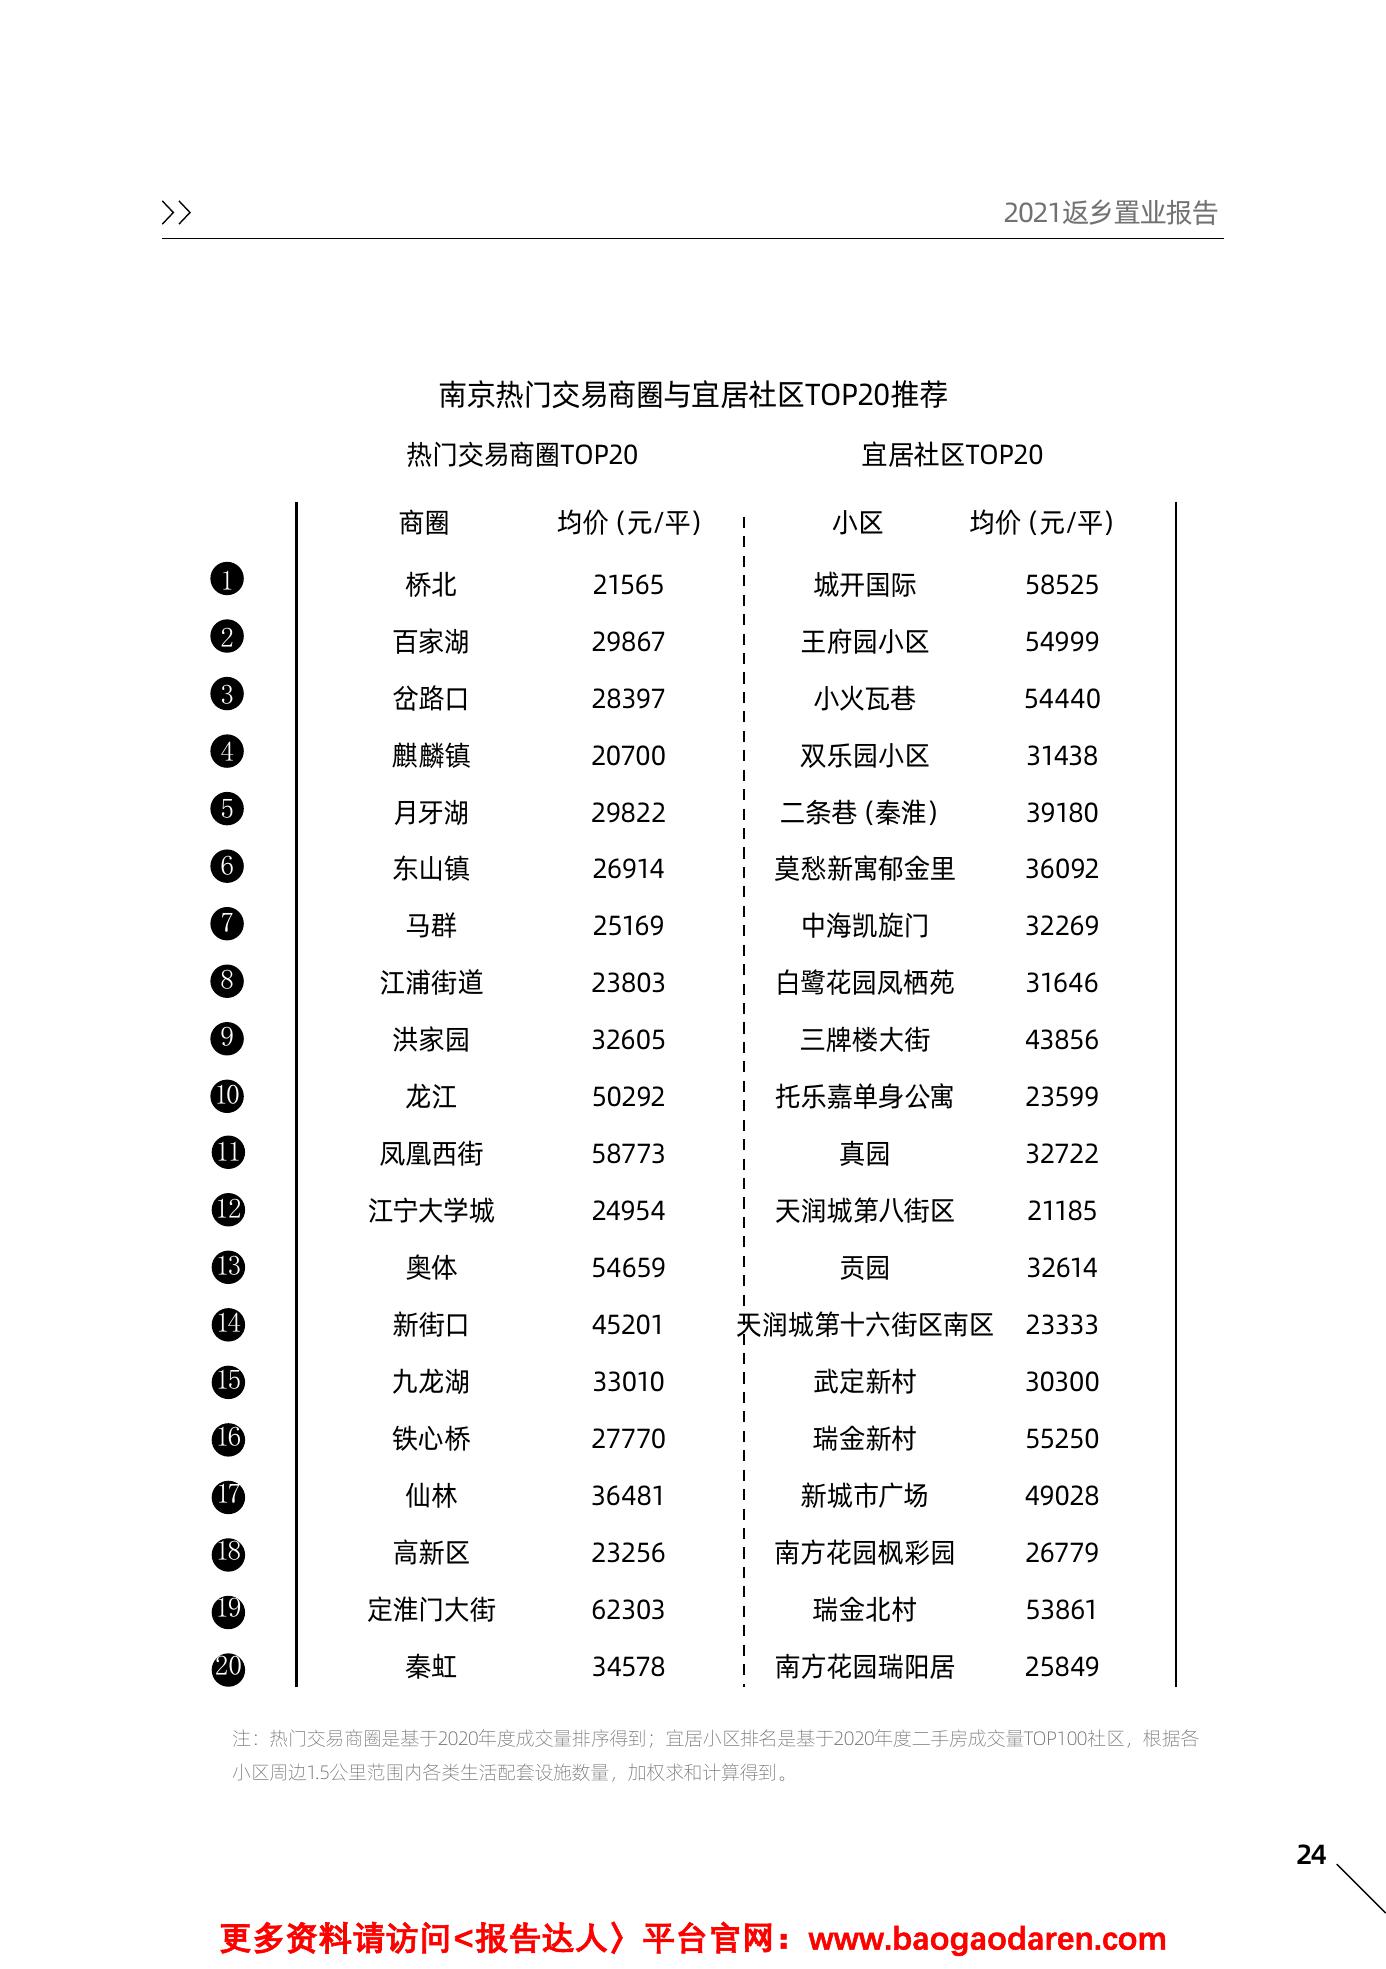 2021返乡置业报告
南京热门交易商圈与宜居社区TOP20推荐
热门交易商圈TOP20 宜居社区TOP20
商圈 均价（元/平） 小区 均价（元/平）
1 桥北 21565 城开国际 58525
2 百家湖 29867 王府园小区 54999
3 岔路口 28397 小火瓦巷 54440
4 麒麟镇 20700 双乐园小区 31438
5 月牙湖 29822 二条巷（秦淮） 39180
6 东山镇 26914 莫愁新寓郁金里 36092
7 马群 25169 中海凯旋门 32269
8 江浦街道 23803 白鹭花园凤栖苑 31646
9 洪家园 32605 三牌楼大街 43856
10 龙江 50292 托乐嘉单身公寓 23599
11 凤凰西街 58773 真园 32722
12 江宁大学城 24954 天润城第八街区 21185
13 奥体 54659 贡园 32614
14 新街口 45201 天润城第十六街区南区 23333
15 九龙湖 33010 武定新村 30300
16 铁心桥 27770 瑞金新村 55250
17 仙林 36481 新城市广场 49028
18 高新区 23256 南方花园枫彩园 26779
19 定淮门大街 62303 瑞金北村 53861
20 秦虹 34578 南方花园瑞阳居 25849
注：热门交易商圈是基于2020年度成交量排序得到；宜居小区排名是基于2020年度二手房成交量TOP100社区，根据各
小区周边1.5公里范围内各类生活配套设施数量，加权求和计算得到。
24
更多资料请访问<报告达人〉平台官网：www.baogaodaren.com